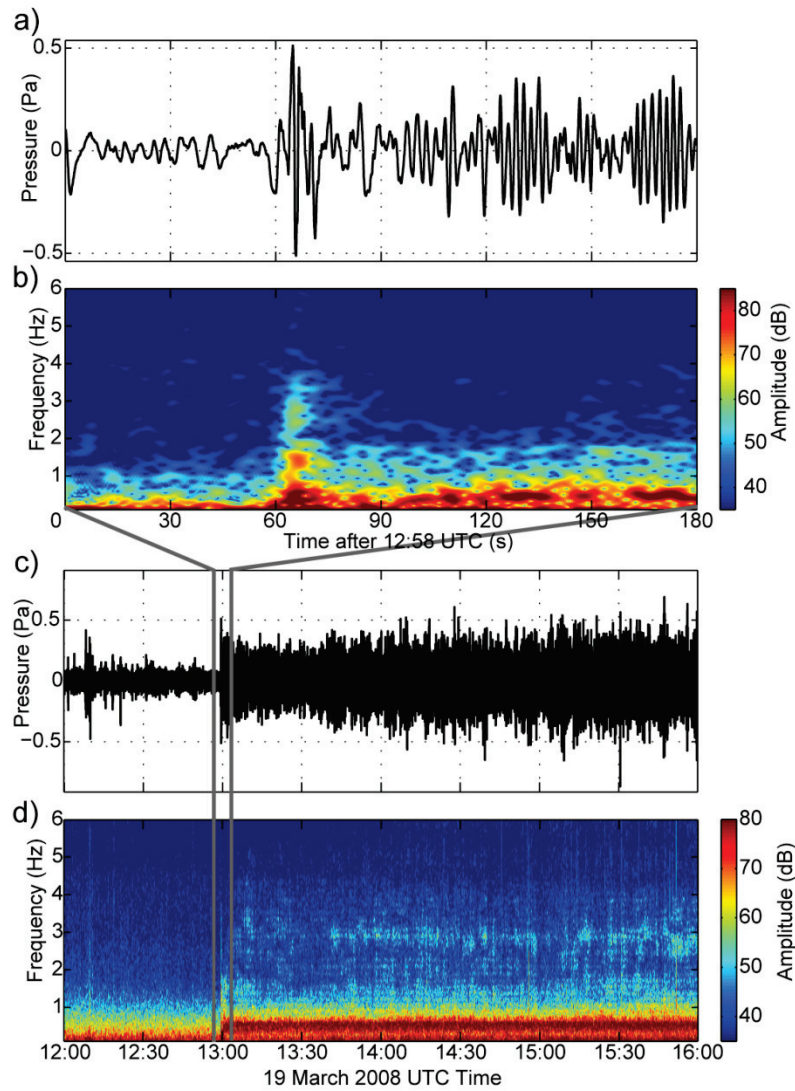 a)
Pressure (Pa)
0.5
0
−0.5
b)
Frequency (Hz)
6
5
4
3
2
1
0 30 60 90 120 150 180
Time after 12:58 UTC (s)
80
70
60
50
40
Amplitude (dB)
c)
Pressure (Pa)
0.5
0
−0.5
d)
Frequency (Hz)
6
5
4
3
2
1
12:00 12:30 13:00 13:30 14:00 14:30 15:00 15:30 16:00
19 March 2008 UTC Time
80
70
60
50
40
Amplitude (dB)